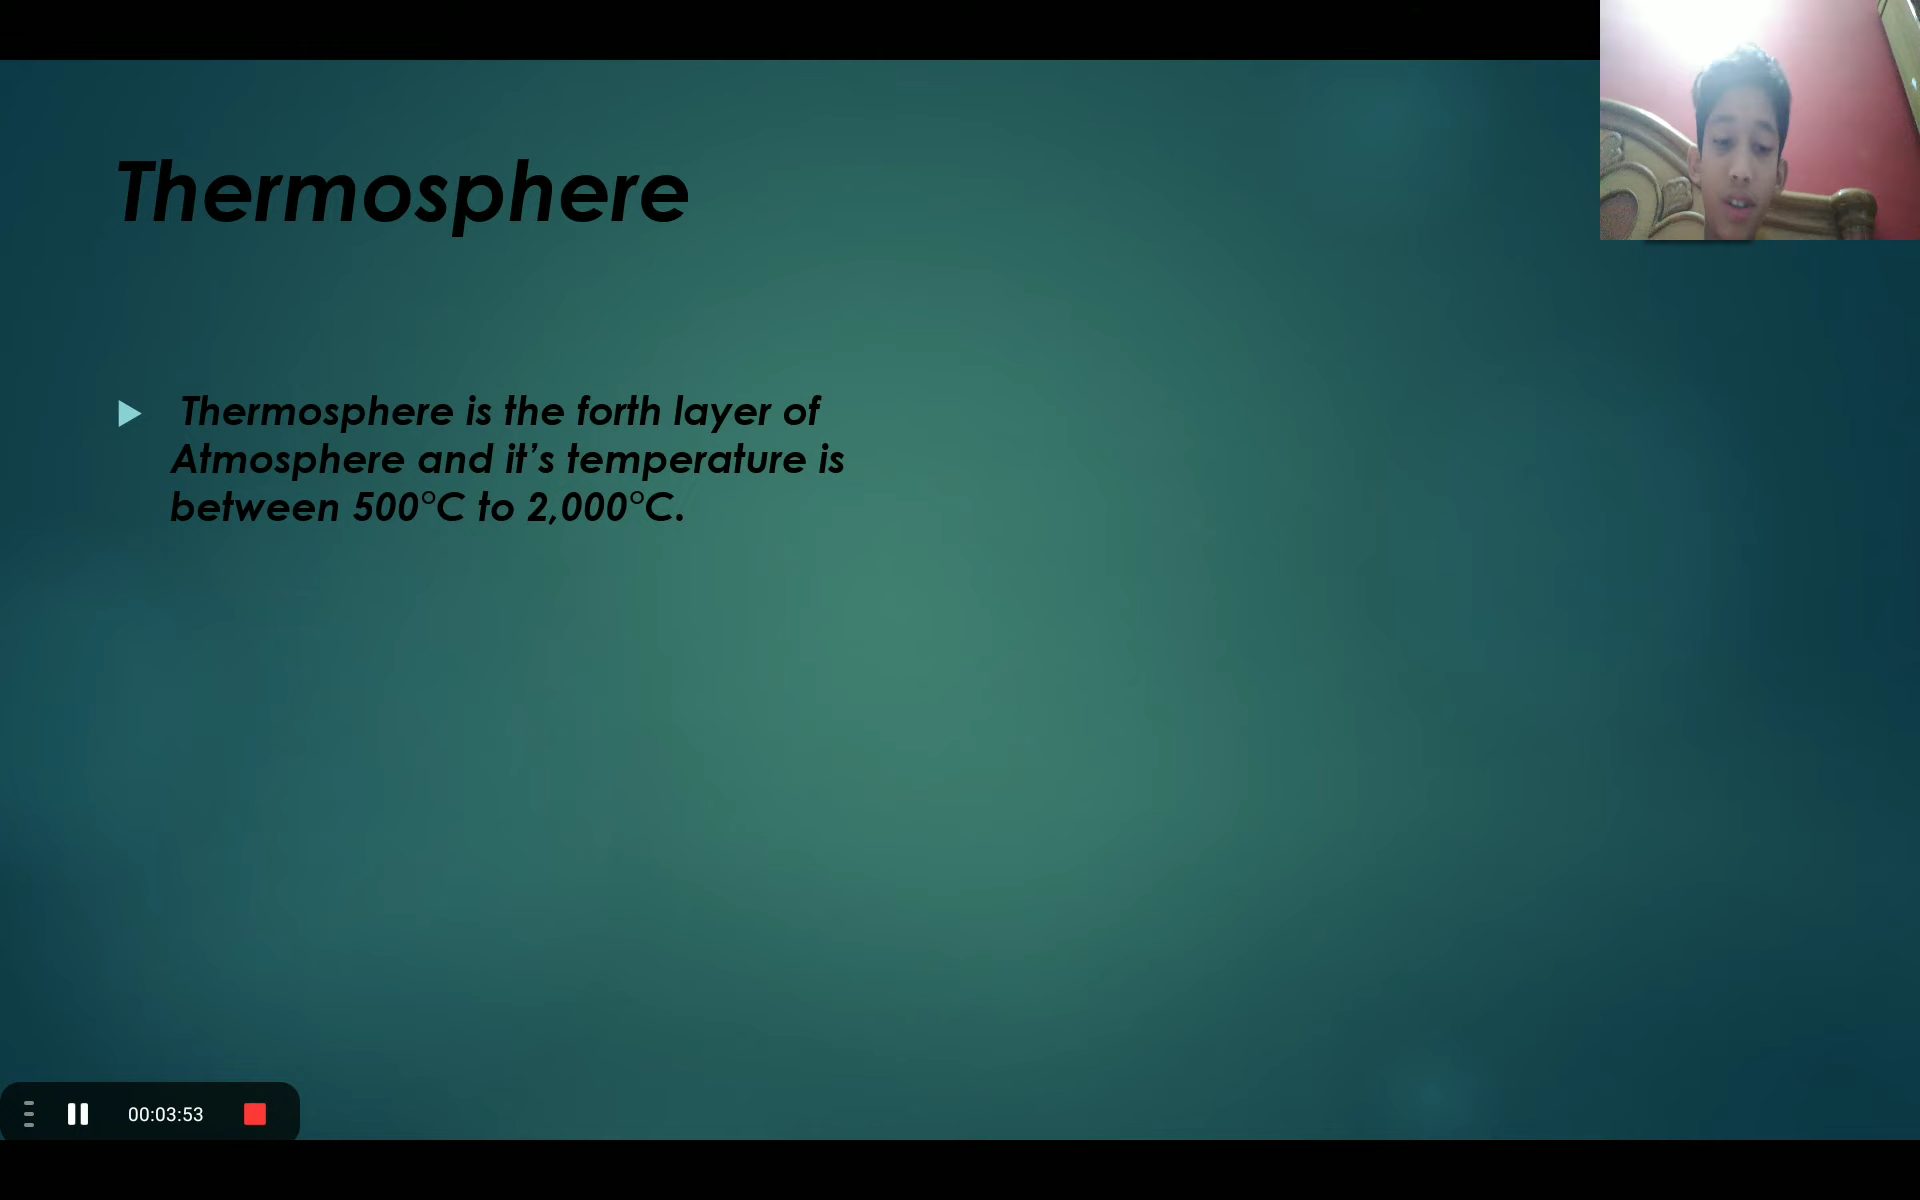 Thermosphere
Thermosphere is the forth layer of
Atmosphere and it’s temperature is
between 500°C to 2,000°C.
00:03:53